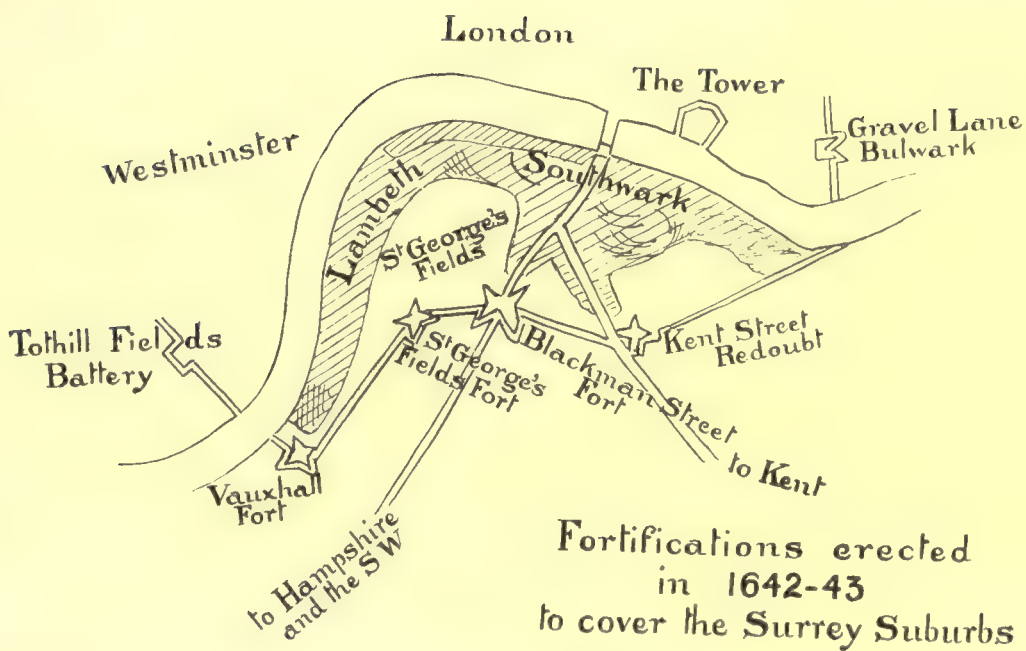 London
The Tower
Westminster
Gravel Lane
Bulwark
Southwark
Lambeth
St George's
Fields
Tothill Fields
Battery
St George's
Fields Fort
Blackman Street
Fort
Kent Street
Redoubt
to Kent
Vauxhall
Fort
to Hampshire
and the SW
Fortifications erected
in 1642-43
to cover the Surrey Suburbs